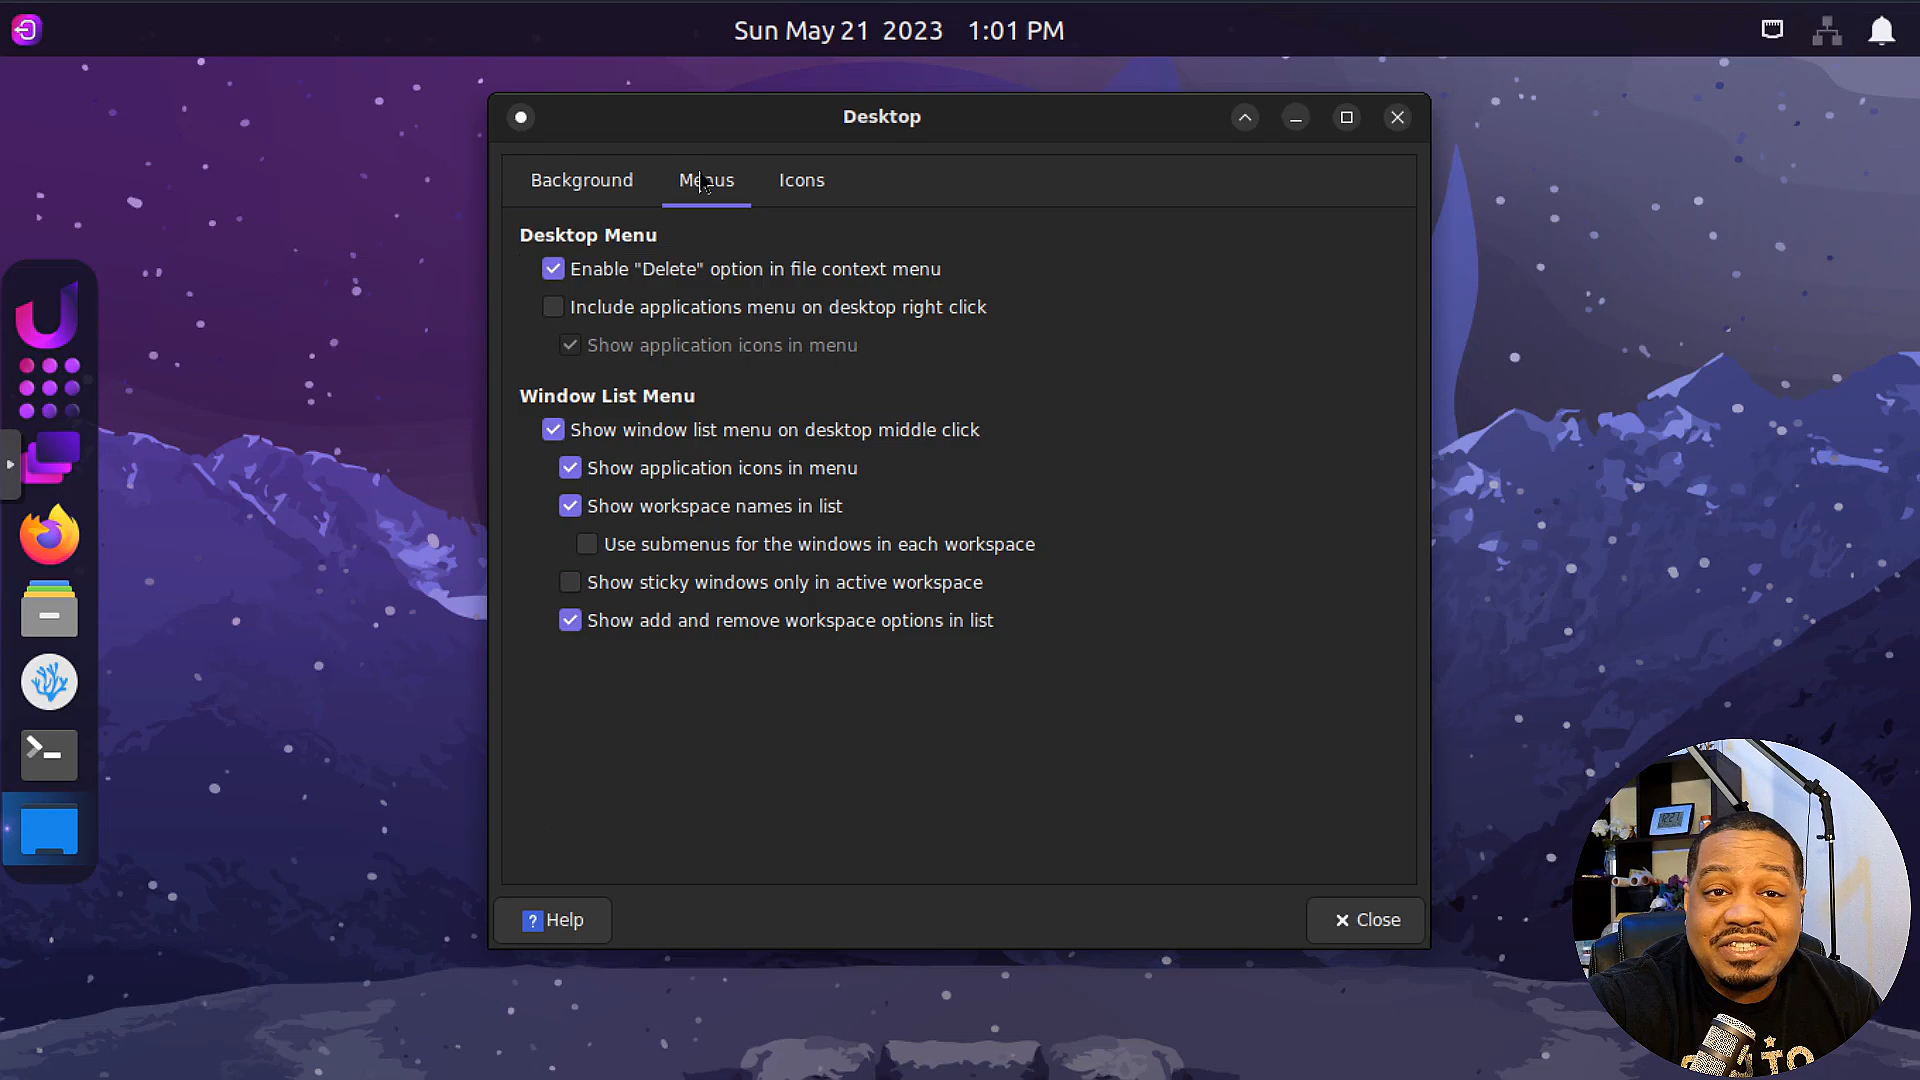 Sun May 21 2023 1:01 PM
Desktop
Background Menus Icons
Desktop Menu
Enable "Delete" option in file context menu
Include applications menu on desktop right click
Show application icons in menu
Window List Menu
Show window list menu on desktop middle click
Show application icons in menu
Show workspace names in list
Use submenus for the windows in each workspace
Show sticky windows only in active workspace
Show add and remove workspace options in list
? Help
Close